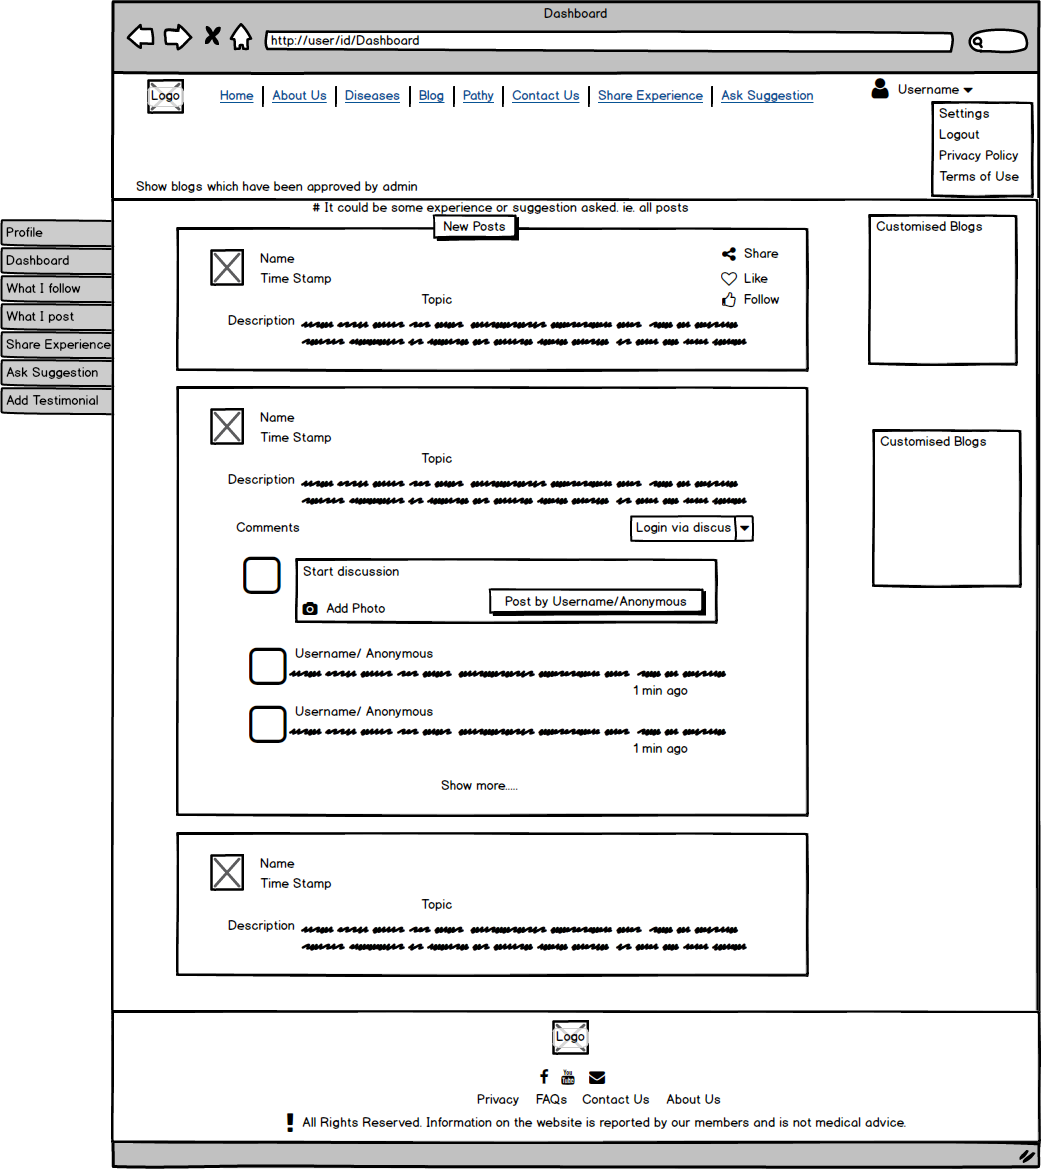 Dashboard
http://user/id/Dashboard
Logo
Home About Us Diseases Blog Pathy Contact Us Share Experience Ask Suggestion
Username
Settings
Logout
Privacy Policy
Terms of Use
Show blogs which have been approved by admin
# It could be some experience or suggestion asked. ie. all posts
Profile
Dashboard
What I follow
What I post
Share Experience
Ask Suggestion
Add Testimonial
New Posts
Name
Time Stamp
Share
Like
Follow
Topic
Description
Name
Time Stamp
Topic
Description
Comments
Login via discus
Start discussion
Add Photo
Post by Username/Anonymous
Username/ Anonymous
1 min ago
Username/ Anonymous
1 min ago
Show more.....
Name
Time Stamp
Topic
Description
Customised Blogs
Customised Blogs
Logo
You Tube
Privacy FAQs Contact Us About Us
All Rights Reserved. Information on the website is reported by our members and is not medical advice.